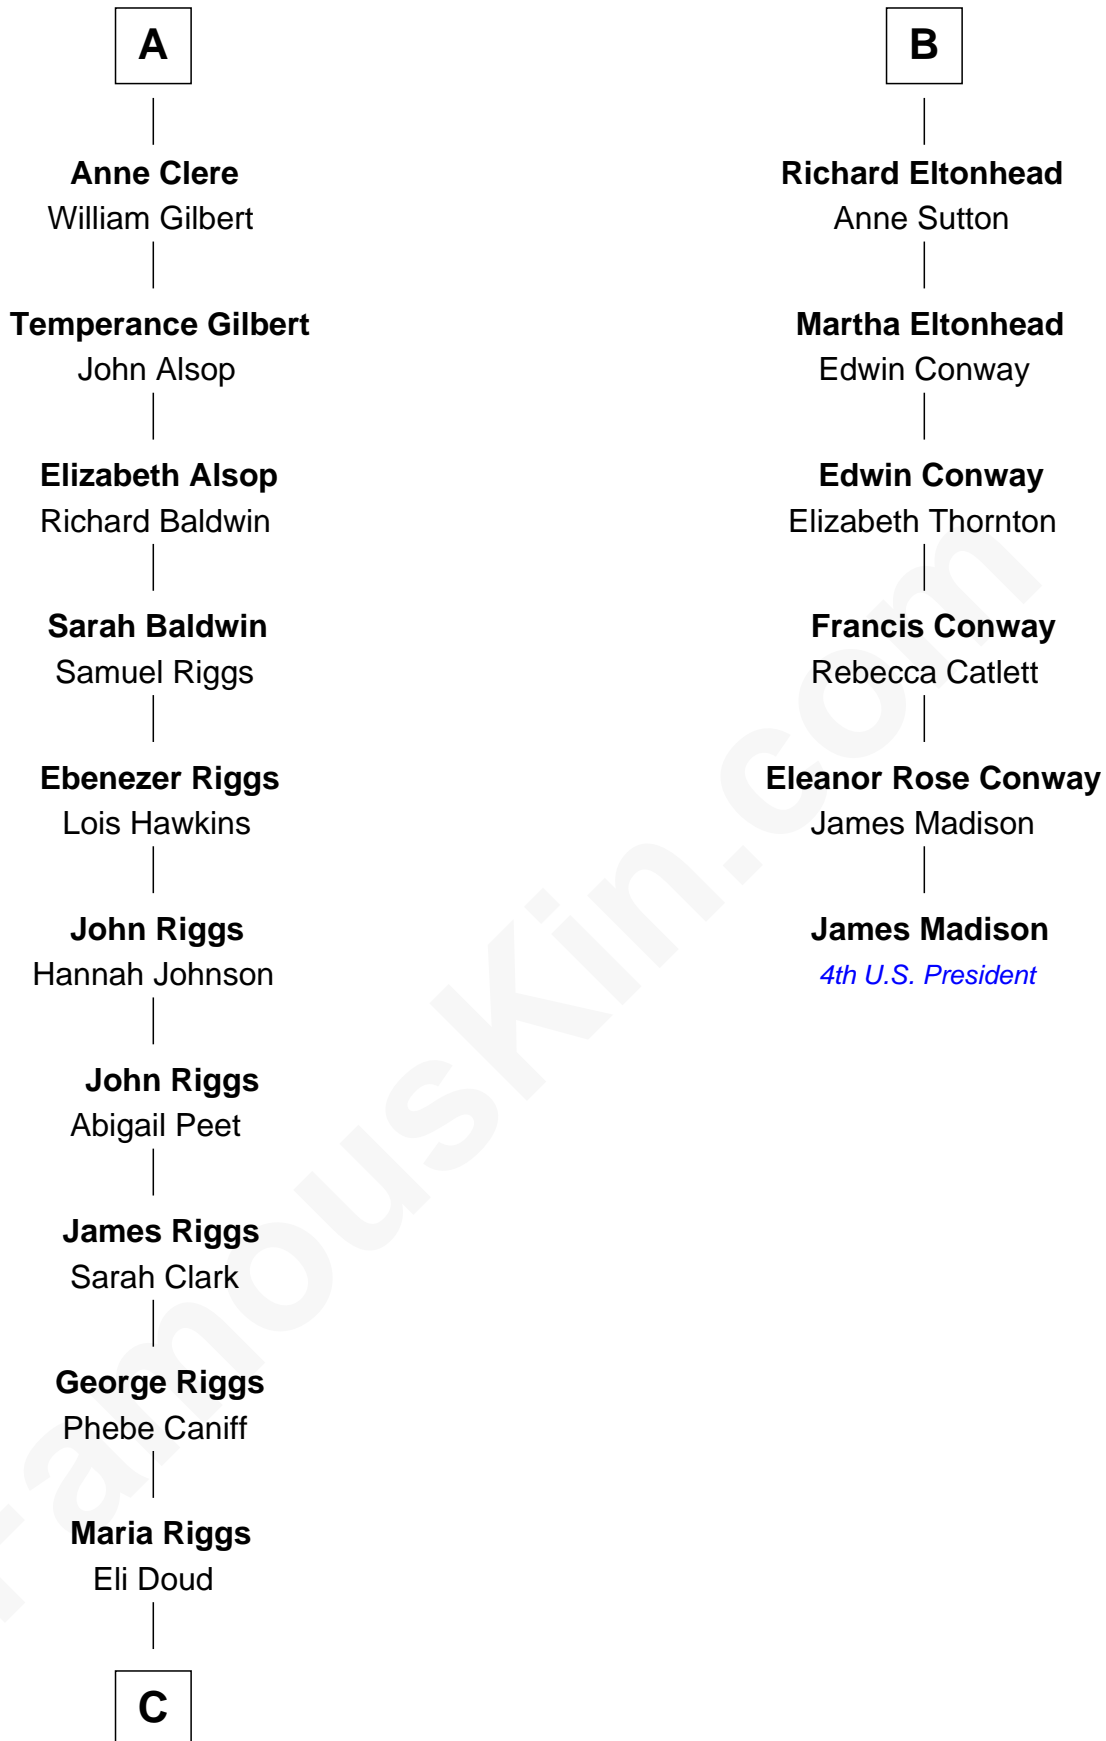 A
Anne Clere
William Gilbert
Temperance Gilbert
John Alsop
Elizabeth Alsop
Richard Baldwin
Sarah Baldwin
Samuel Riggs
Ebenezer Riggs
Lois Hawkins
John Riggs
Hannah Johnson
John Riggs
Abigail Peet
James Riggs
Sarah Clark
George Riggs
Phebe Caniff
Maria Riggs
Eli Doud
C
B
Richard Eltonhead
Anne Sutton
Martha Eltonhead
Edwin Conway
Edwin Conway
Elizabeth Thornton
Francis Conway
Rebecca Catlett
Eleanor Rose Conway
James Madison
James Madison
4th U.S. President
FamousKin.com